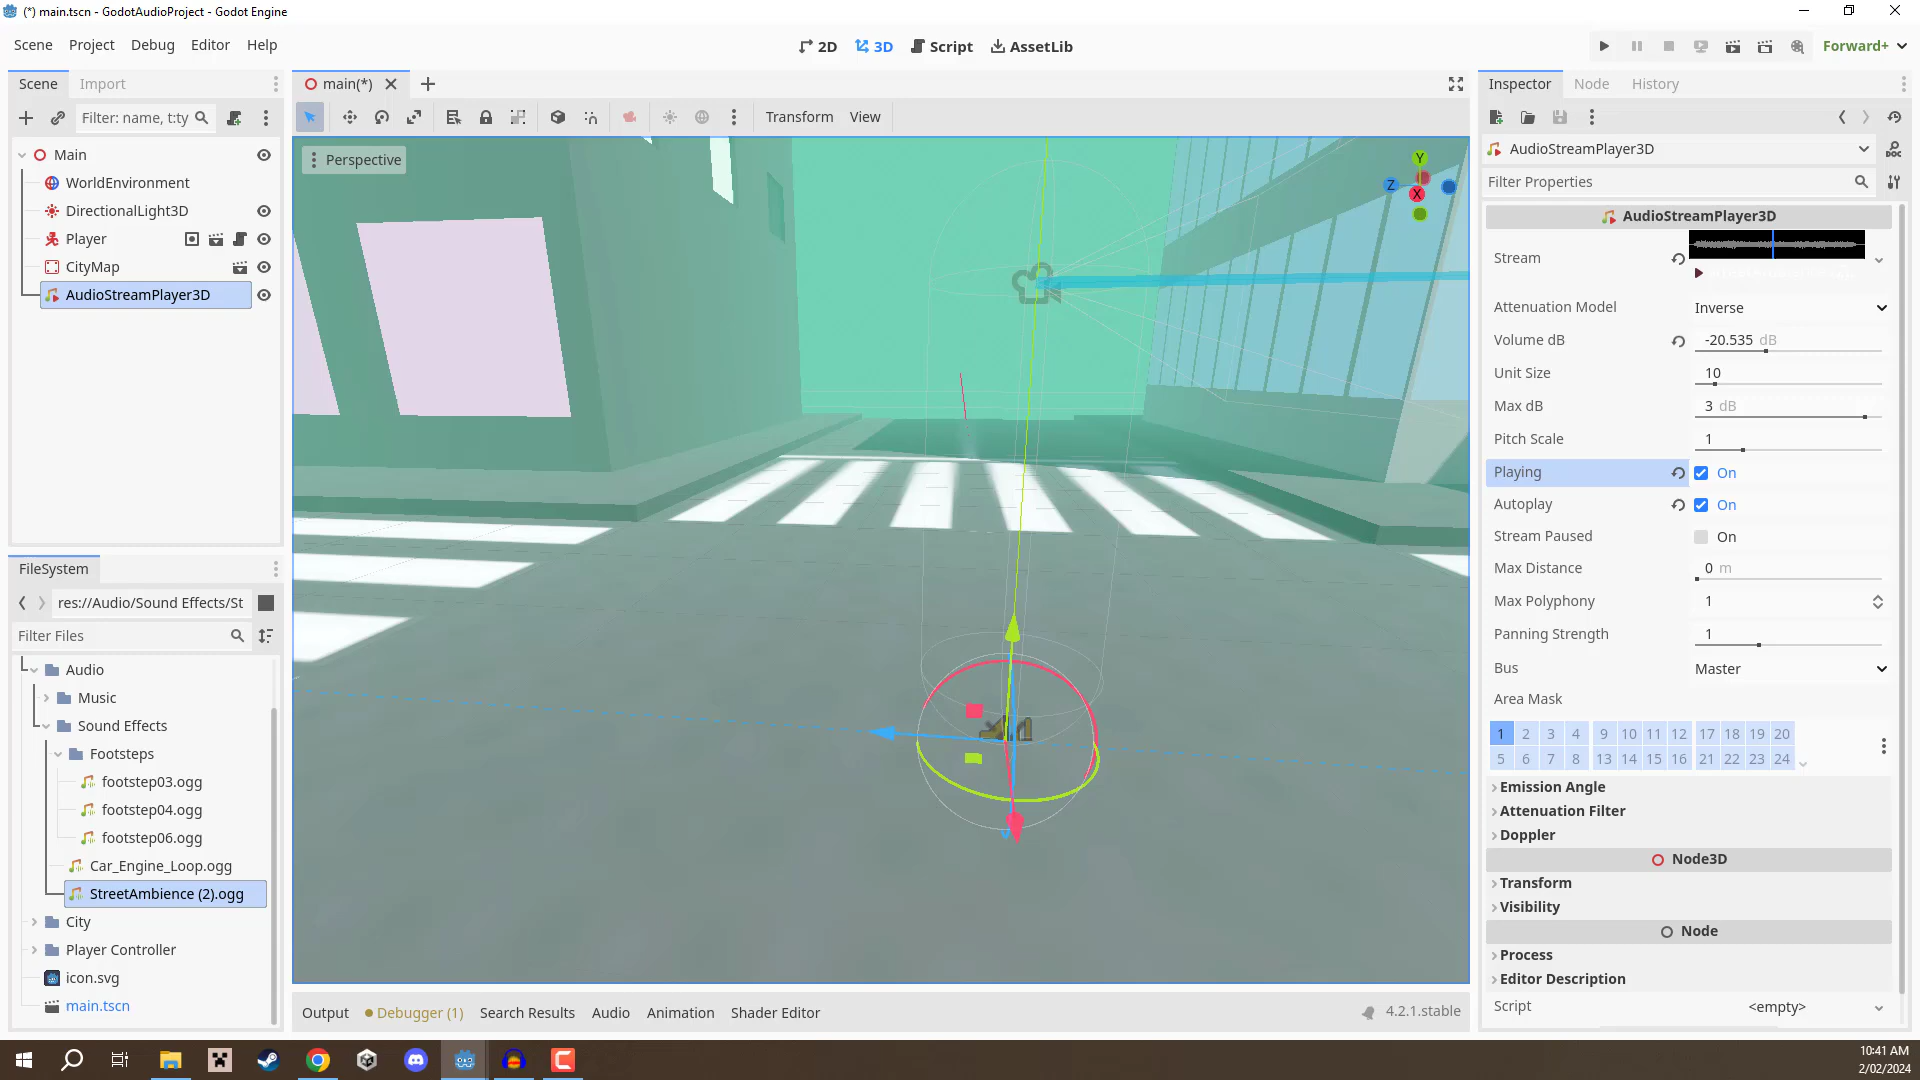 (*) main.tscn - GodotAudioProject - Godot Engine
Scene Project Debug Editor Help
2D 3D Script AssetLib
Forward+
Scene Import
Filter: name, t:ty
Main
WorldEnvironment
DirectionalLight3D
Player
CityMap
AudioStreamPlayer3D
FileSystem
res://Audio/Sound Effects/St
Filter Files
Audio
Music
Sound Effects
Footsteps
footstep03.ogg
footstep04.ogg
footstep06.ogg
Car_Engine_Loop.ogg
StreetAmbience (2).ogg
City
Player Controller
icon.svg
main.tscn
main(*)
Transform View
Perspective
Y
Z
X
Output Debugger (1) Search Results Audio Animation Shader Editor
4.2.1.stable
Inspector Node History
AudioStreamPlayer3D
Filter Properties
AudioStreamPlayer3D
Stream
Attenuation Model Inverse
Volume dB -20.535 dB
Unit Size 10
Max dB 3 dB
Pitch Scale 1
Playing On
Autoplay On
Stream Paused On
Max Distance 0 m
Max Polyphony 1
Panning Strength 1
Bus Master
Area Mask
1 2 3 4 9 10 11 12 17 18 19 20
5 6 7 8 13 14 15 16 21 22 23 24
Emission Angle
Attenuation Filter
Doppler
Node3D
Transform
Visibility
Node
Process
Editor Description
Script <empty>
10:41 AM
2/02/2024